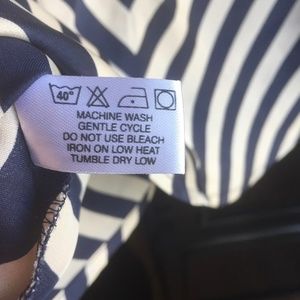 40°
MACHINE WASH
GENTLE CYCLE
DO NOT USE BLEACH
IRON ON LOW HEAT
TUMBLE DRY LOW